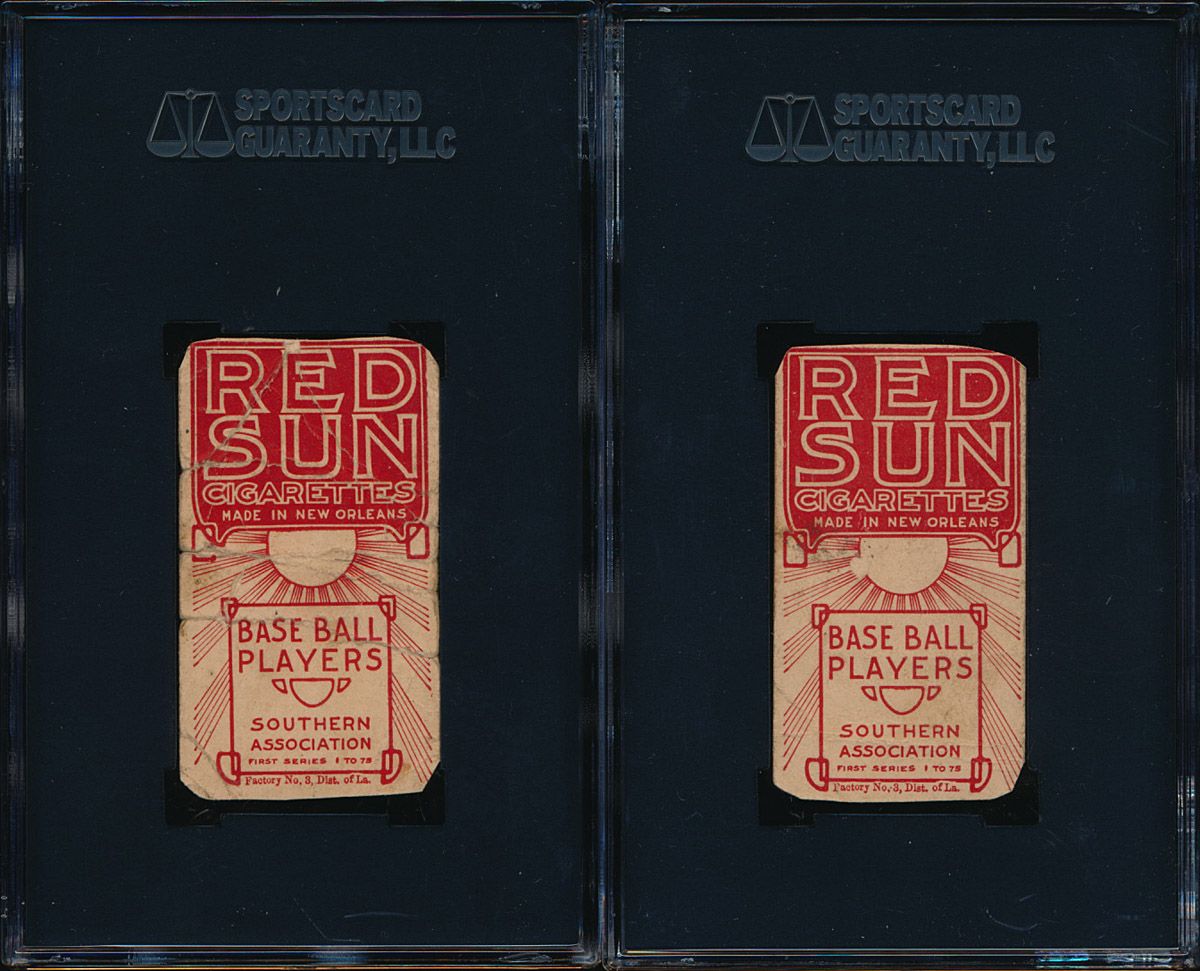 SPORTSCARD
GUARANTY, LLC
RED
SUN
CIGARETTES
MADE IN NEW ORLEANS
BASE BALL
PLAYERS
SOUTHERN
ASSOCIATION
FIRST SERIES 1 TO 75
Factory No. 3, Dist. of La.
SPORTSCARD
GUARANTY, LLC
RED
SUN
CIGARETTES
MADE IN NEW ORLEANS
BASE BALL
PLAYERS
SOUTHERN
ASSOCIATION
FIRST SERIES 1 TO 75
Factory No. 3, Dist. of La.